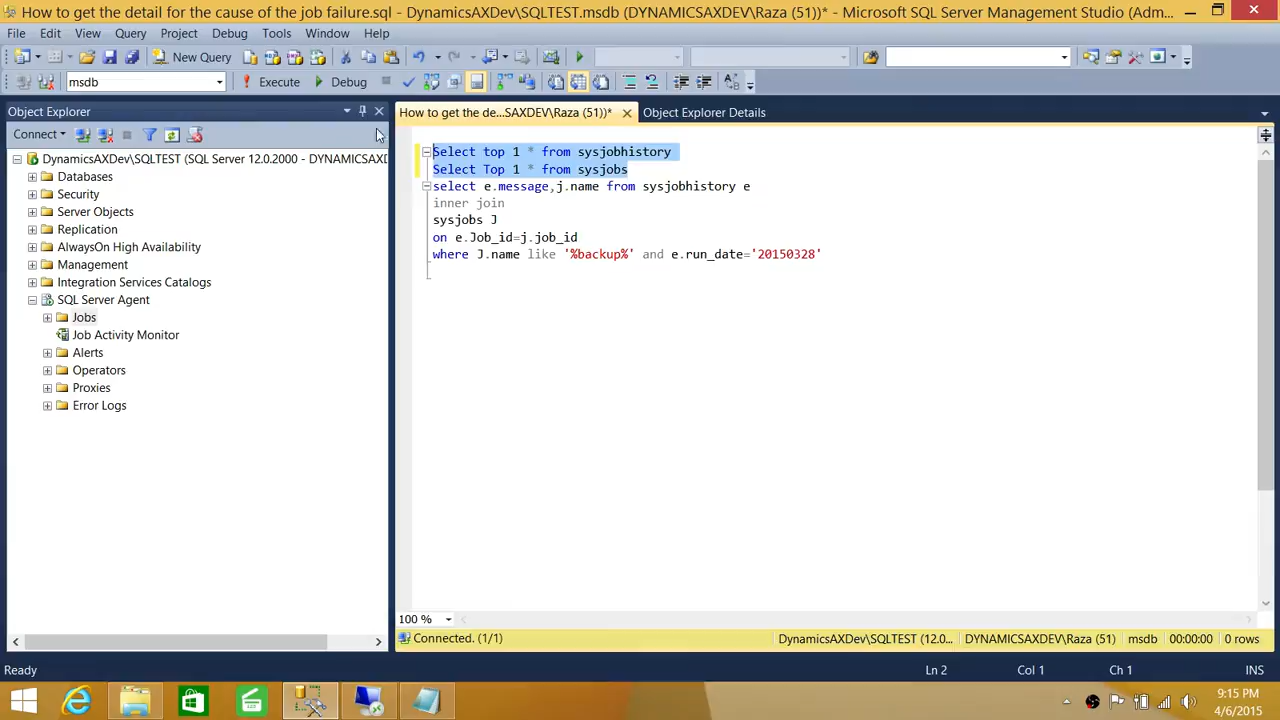 How to get the detail for the cause of the job failure.sql - DynamicsAXDev\SQLTEST.msdb (DYNAMICSAXDEV\Raza (51))* - Microsoft SQL Server Management Studio (Adm...
File Edit View Query Project Debug Tools Window Help
New Query
msdb Execute Debug
Object Explorer
Connect
DynamicsAXDev\SQLTEST (SQL Server 12.0.2000 - DYNAMICSAXD
Databases
Security
Server Objects
Replication
AlwaysOn High Availability
Management
Integration Services Catalogs
SQL Server Agent
Jobs
Job Activity Monitor
Alerts
Operators
Proxies
Error Logs
How to get the de...SAXDEV\Raza (51))* Object Explorer Details
Select top 1 * from sysjobhistory
Select Top 1 * from sysjobs
select e.message,j.name from sysjobhistory e
inner join
sysjobs J
on e.Job_id=j.job_id
where J.name like '%backup%' and e.run_date='20150328'
100 %
Connected. (1/1) DynamicsAXDev\SQLTEST (12.0... DYNAMICSAXDEV\Raza (51) msdb 00:00:00 0 rows
Ready Ln 2 Col 1 Ch 1 INS
9:15 PM
4/6/2015